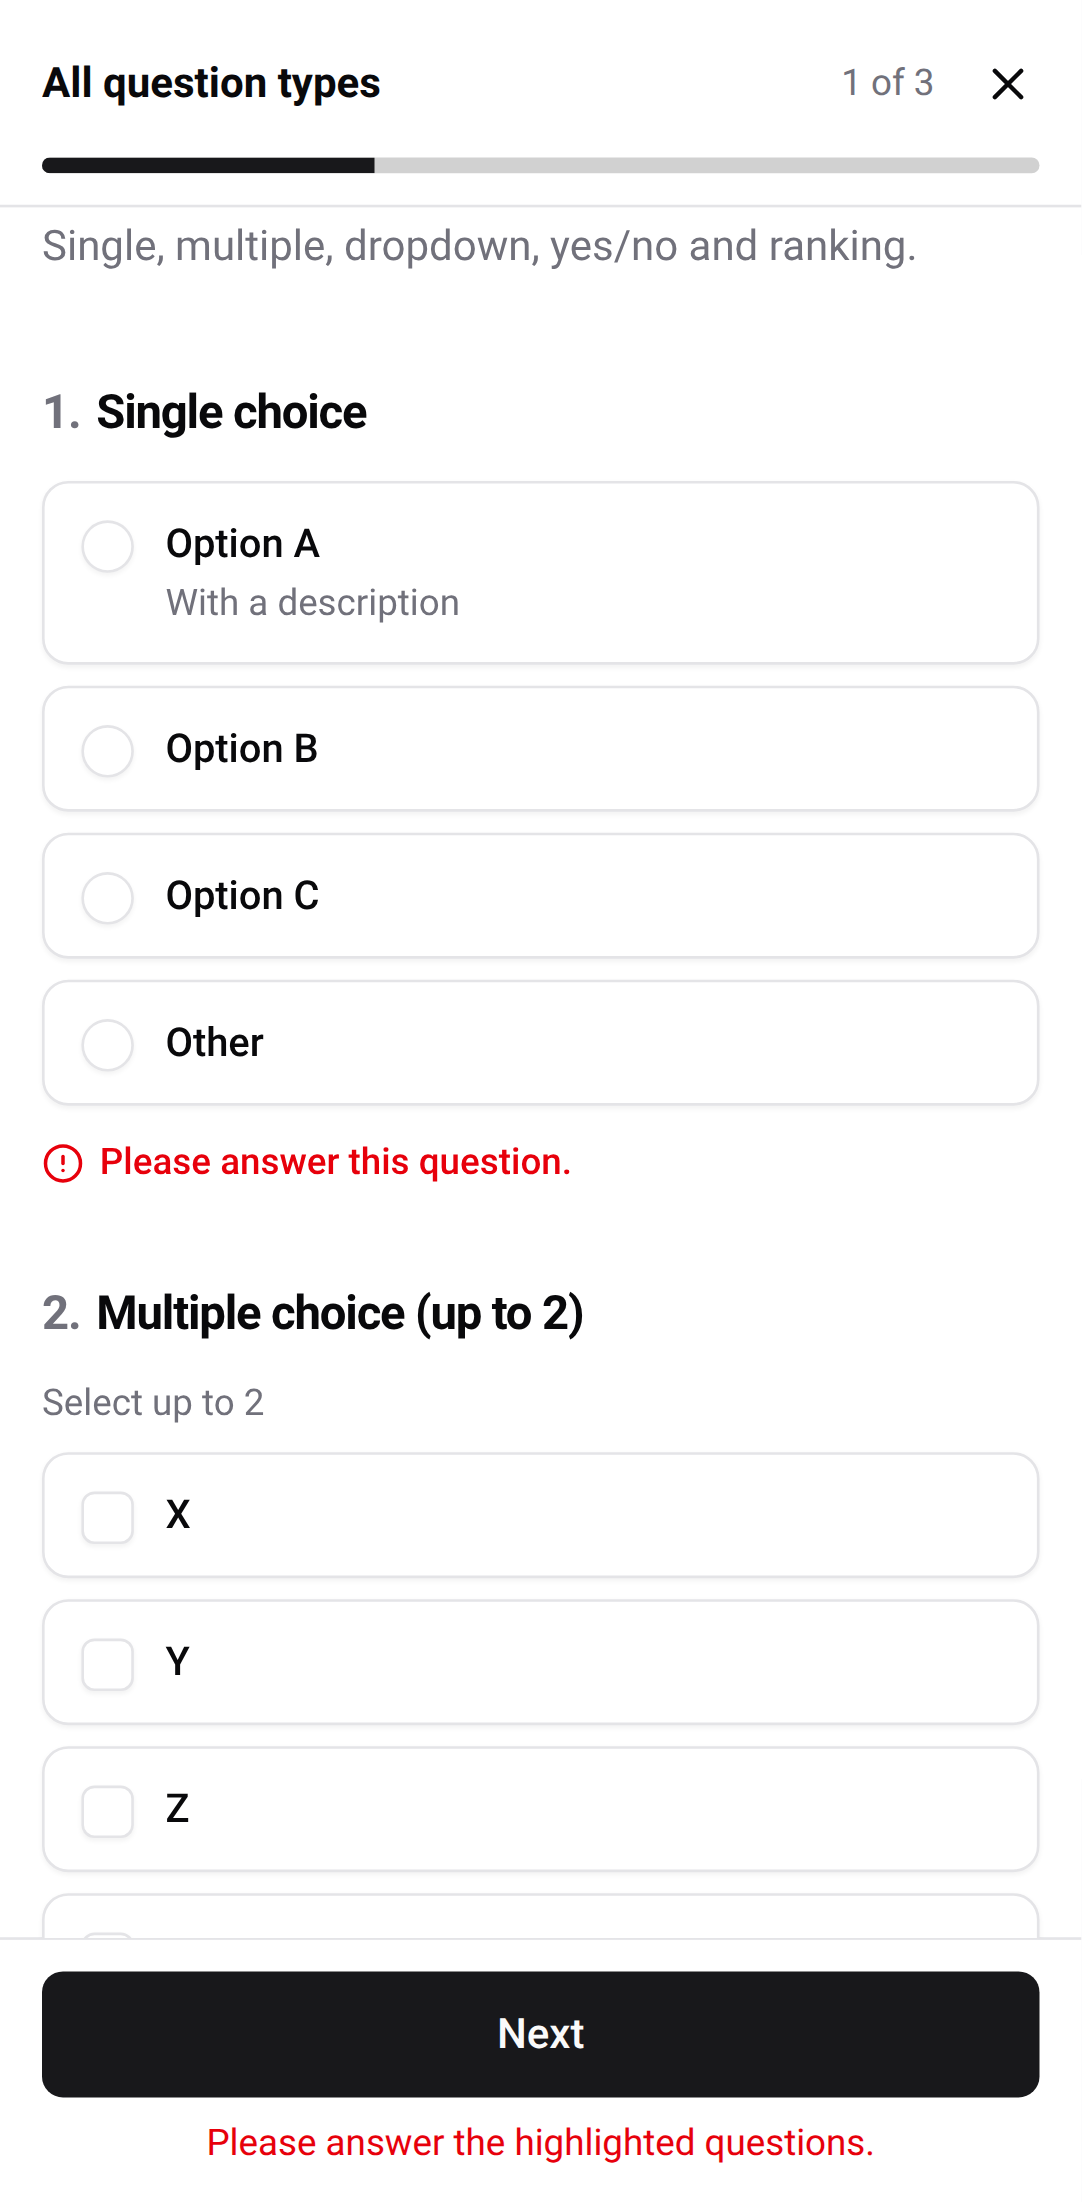 All question types
1 of 3
Single, multiple, dropdown, yes/no and ranking.
1. Single choice
Option A
With a description
Option B
Option C
Other
Please answer this question.
2. Multiple choice (up to 2)
Select up to 2
X
Y
Z
Next
Please answer the highlighted questions.